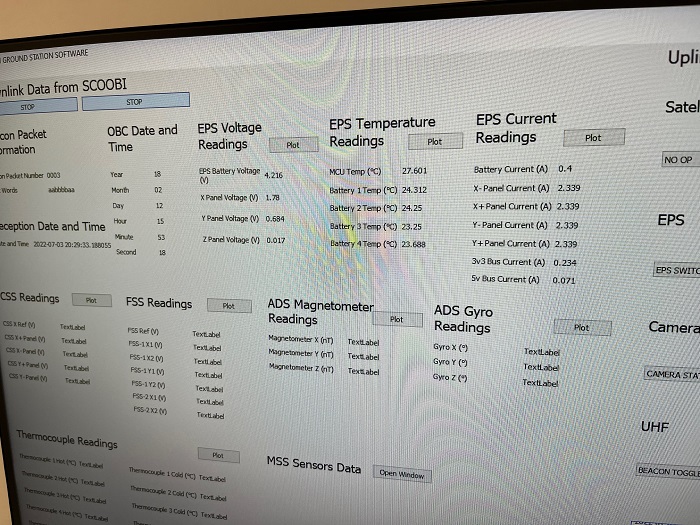 GROUND STATION SOFTWARE
nlink Data from SCOOBI
STOP
STOP
Upli
con Packet
ormation
on Packet Number 0003
Words aabbbbaa
eception Date and Time
te and Time 2022-07-03 20:29:33.188055
OBC Date and
Time
Year 18
Month 02
Day 12
Hour 15
Minute 53
Second 18
EPS Voltage
Readings
Plot
EPS Battery Voltage 4.216
(V)
X Panel Voltage (V) 1.78
Y Panel Voltage (V) 0.684
Z Panel Voltage (V) 0.017
EPS Temperature
Readings
Plot
MCU Temp (°C) 27.601
Battery 1 Temp (°C) 24.312
Battery 2 Temp (°C) 24.25
Battery 3 Temp (°C) 23.25
Battery 4 Temp (°C) 23.688
EPS Current
Readings
Plot
Battery Current (A) 0.4
X- Panel Current (A) 2.339
X+ Panel Current (A) 2.339
Y- Panel Current (A) 2.339
Y+ Panel Current (A) 2.339
3v3 Bus Current (A) 0.234
5v Bus Current (A) 0.071
Satel
NO OP
EPS
EPS SWITC
CSS Readings
Plot
CSS X Ref (V) TextLabel
CSS X+ Panel (V) TextLabel
CSS X- Panel (V) TextLabel
CSS Y+ Panel (V) TextLabel
CSS Y- Panel (V) TextLabel
FSS Readings
Plot
FSS Ref (V) TextLabel
FSS-1 X1 (V) TextLabel
FSS-1 X2 (V) TextLabel
FSS-1 Y1 (V) TextLabel
FSS-1 Y2 (V) TextLabel
FSS-2 X1 (V) TextLabel
FSS-2 X2 (V) TextLabel
ADS Magnetometer
Readings
Plot
Magnetometer X (nT) TextLabel
Magnetometer Y (nT) TextLabel
Magnetometer Z (nT) TextLabel
ADS Gyro
Readings
Plot
Gyro X (°) TextLabel
Gyro Y (°) TextLabel
Gyro Z (°) TextLabel
Camera
CAMERA STA
UHF
BEACON TOGGLE
Thermocouple Readings
Plot
Thermocouple 1 Hot (°C) TextLabel
Thermocouple 2 Hot (°C) TextLabel
Thermocouple 3 Hot (°C) TextLabel
Thermocouple 4 Hot (°C) TextLabel
Thermocouple 1 Cold (°C) TextLabel
Thermocouple 2 Cold (°C) TextLabel
Thermocouple 3 Cold (°C) TextLabel
MSS Sensors Data
Open Window